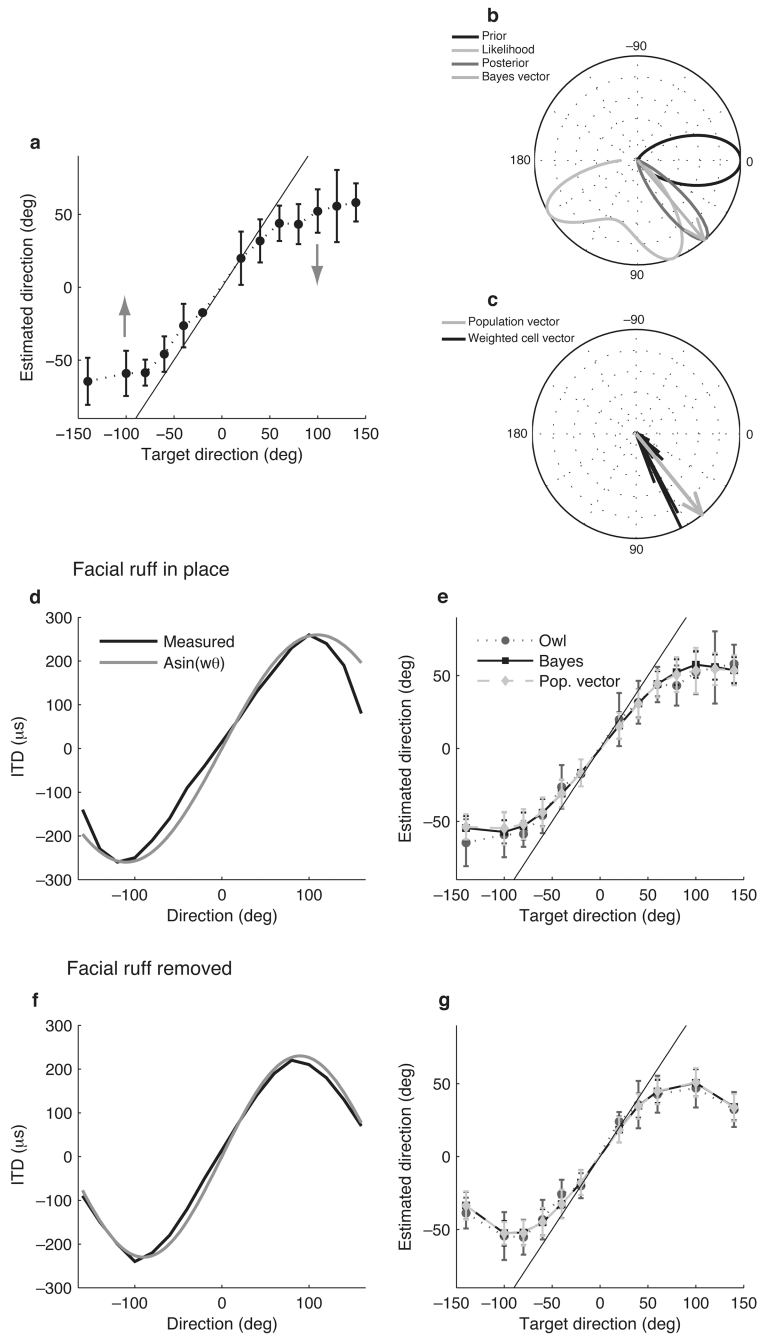 b
Prior
Likelihood
Posterior
Bayes vector
–90
180
0
90
a
50
0
–50
Estimated direction (deg)
–150 –100 –50 0 50 100 150
Target direction (deg)
c
Population vector
Weighted cell vector
–90
180
0
90
Facial ruff in place
d
300
200
100
0
–100
–200
–300
ITD (μs)
Measured
Asin(wθ)
–100 0 100
Direction (deg)
e
50
0
–50
Estimated direction (deg)
Owl
Bayes
Pop. vector
–150 –100 –50 0 50 100 150
Target direction (deg)
Facial ruff removed
f
300
200
100
0
–100
–200
–300
ITD (μs)
–100 0 100
Direction (deg)
g
50
0
–50
Estimated direction (deg)
–150 –100 –50 0 50 100 150
Target direction (deg)